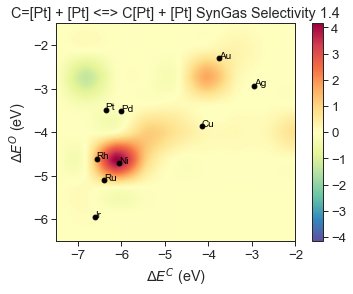 C=[Pt] + [Pt] <=> C[Pt] + [Pt] SynGas Selectivity 1.4
4
3
2
1
0
−1
−2
−3
−4
−2
−3
−4
−5
−6
ΔE^O (eV)
Au
Ag
Pt
Pd
Cu
Rh
Ni
Ru
Ir
−7
−6
−5
−4
−3
−2
ΔE^C (eV)